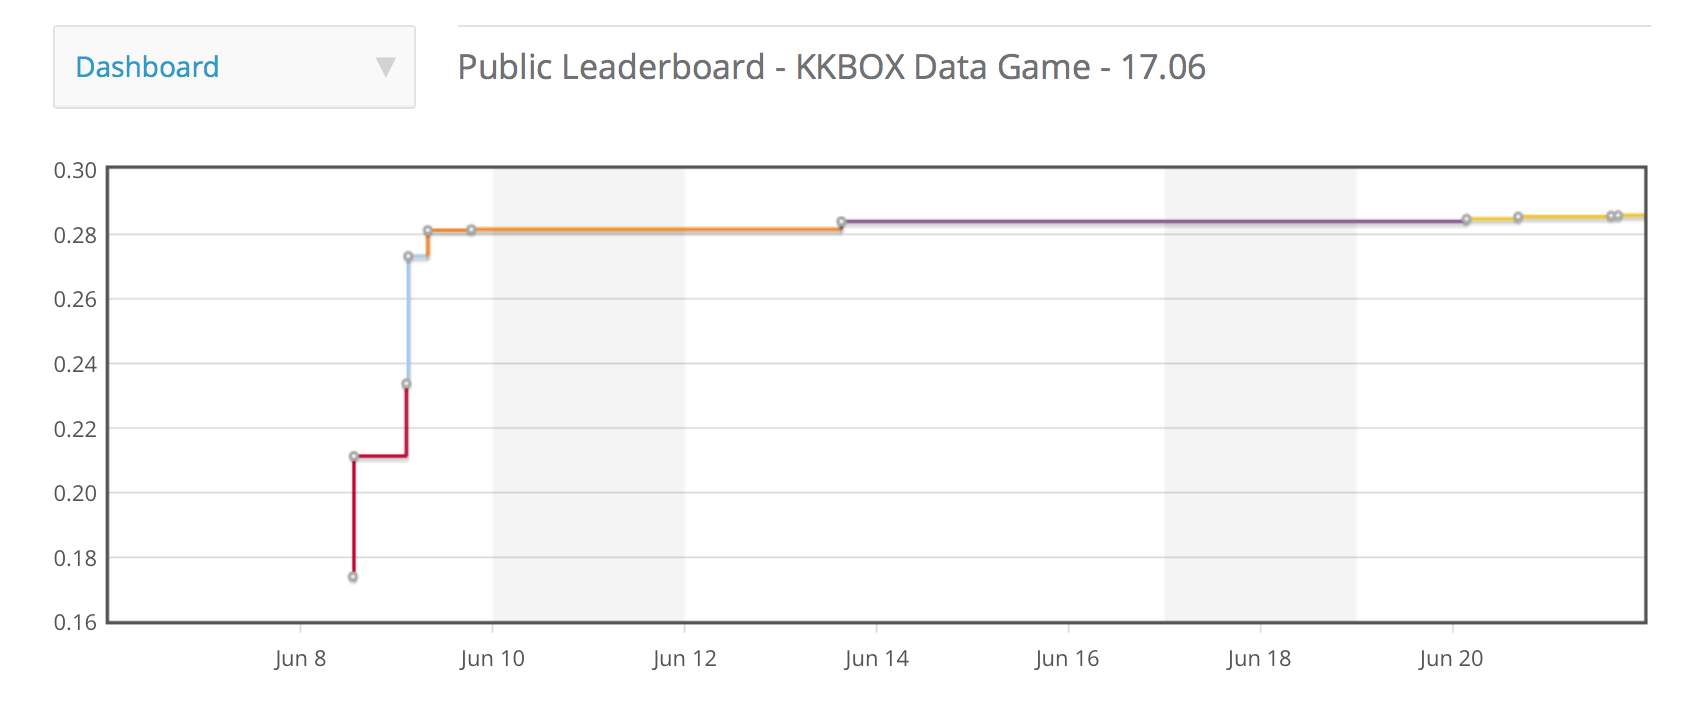 Dashboard ▼
Public Leaderboard - KKBOX Data Game - 17.06
0.30
0.28
0.26
0.24
0.22
0.20
0.18
0.16
Jun 8 Jun 10 Jun 12 Jun 14 Jun 16 Jun 18 Jun 20